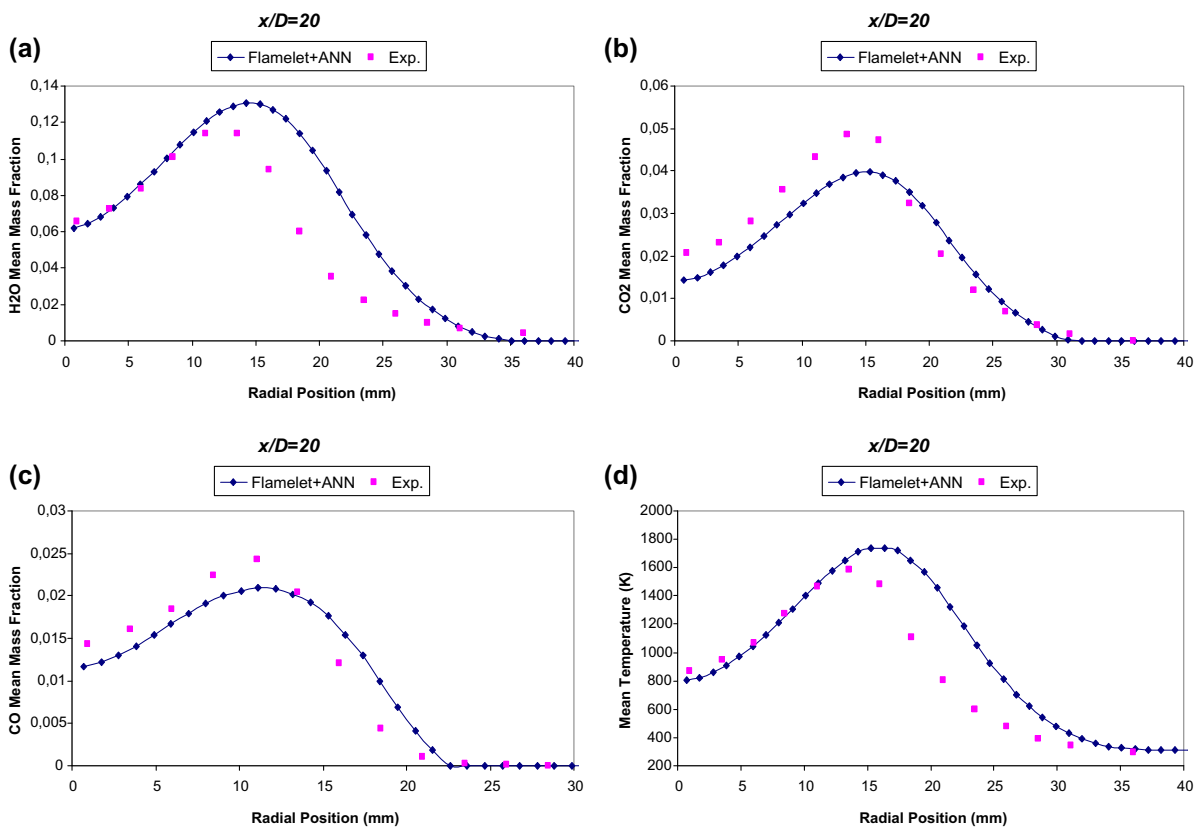 x/D=20
(a)
Flamelet+ANN Exp.
H2O Mean Mass Fraction
0,14
0,12
0,1
0,08
0,06
0,04
0,02
0
0 5 10 15 20 25 30 35 40
Radial Position (mm)
x/D=20
(b)
Flamelet+ANN Exp.
CO2 Mean Mass Fraction
0,06
0,05
0,04
0,03
0,02
0,01
0
0 5 10 15 20 25 30 35 40
Radial Position (mm)
x/D=20
(c)
Flamelet+ANN Exp.
CO Mean Mass Fraction
0,03
0,025
0,02
0,015
0,01
0,005
0
0 5 10 15 20 25 30
Radial Position (mm)
x/D=20
(d)
Flamelet+ANN Exp.
Mean Temperature (K)
2000
1800
1600
1400
1200
1000
800
600
400
200
0 5 10 15 20 25 30 35 40
Radial Position (mm)